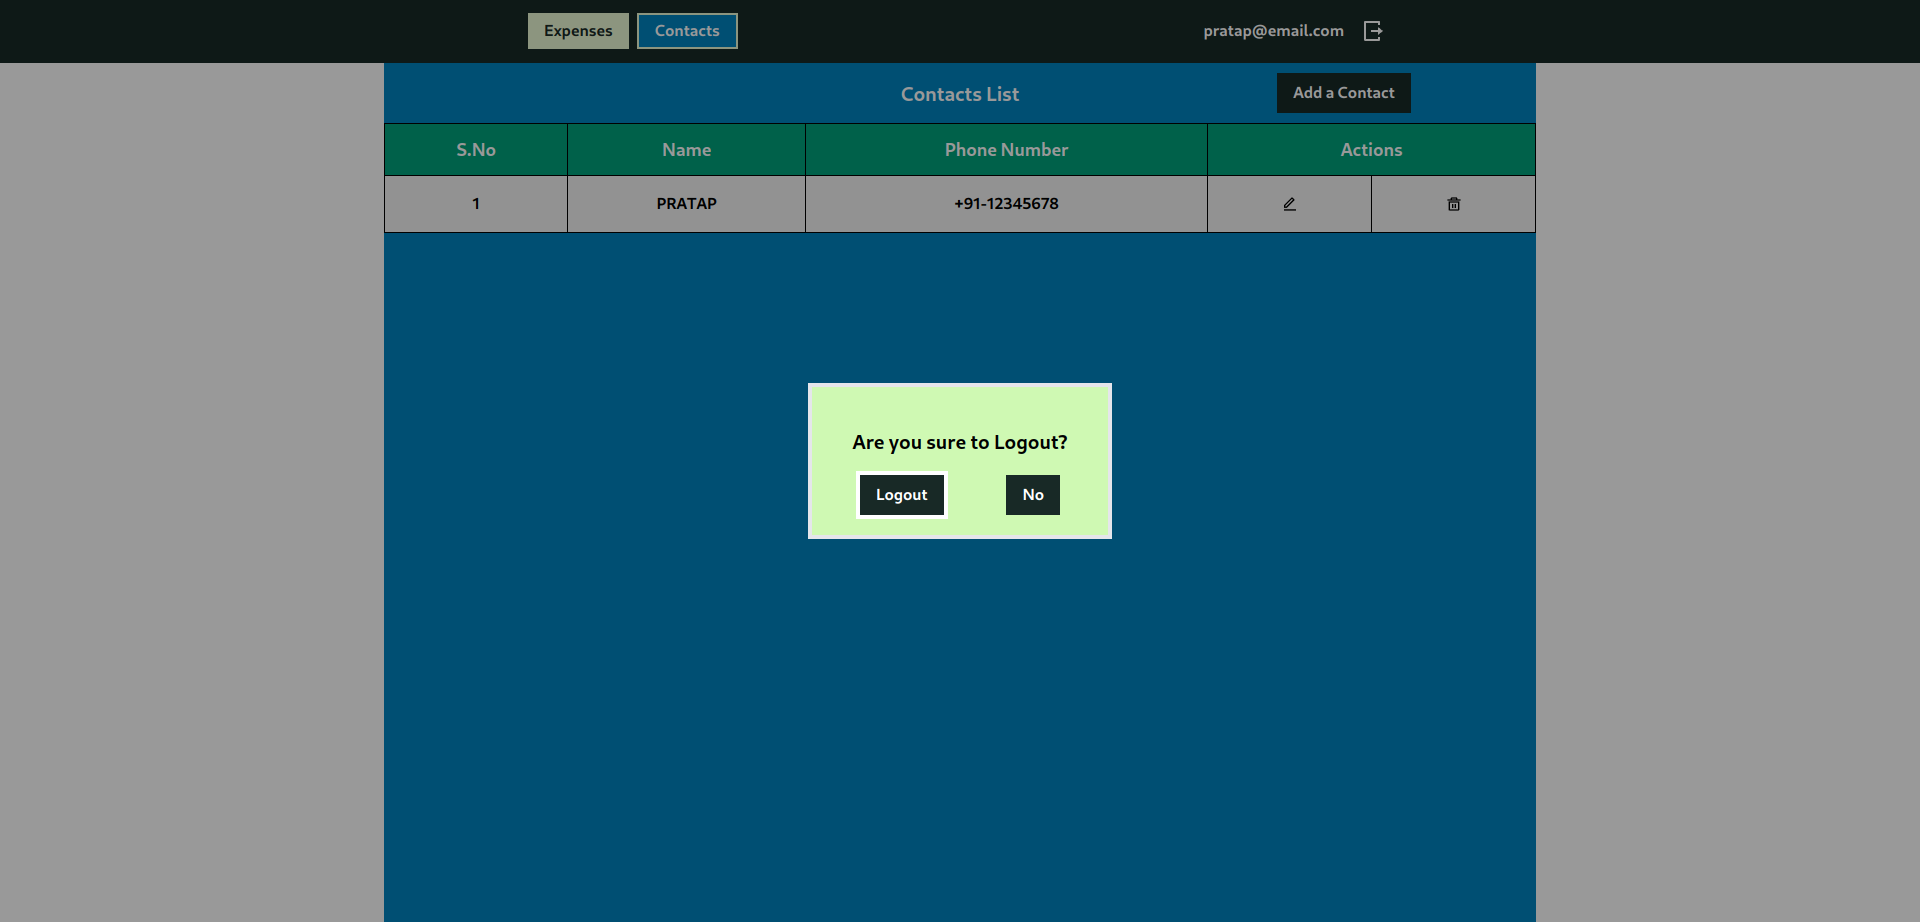 Expenses Contacts pratap@email.com
Contacts List Add a Contact
S.No Name Phone Number Actions
1 PRATAP +91-12345678
Are you sure to Logout?
Logout No